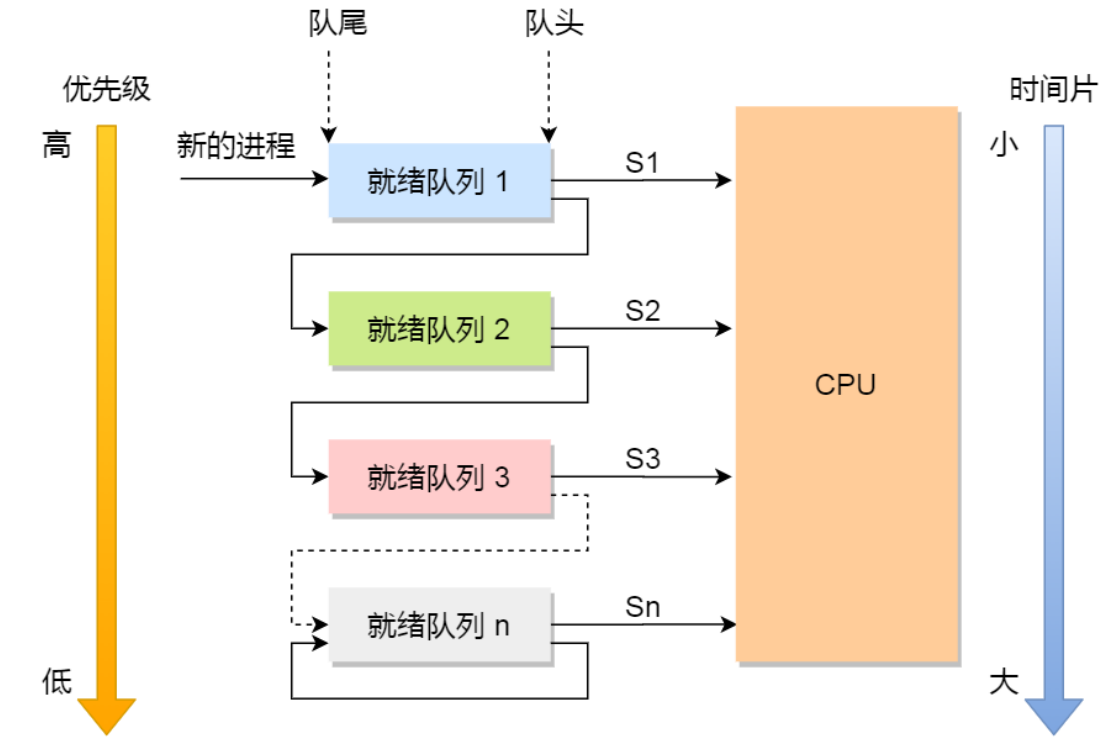 队尾
队头
优先级
时间片
高
新的进程
小
就绪队列 1
S1
就绪队列 2
S2
CPU
就绪队列 3
S3
就绪队列 n
Sn
低
大